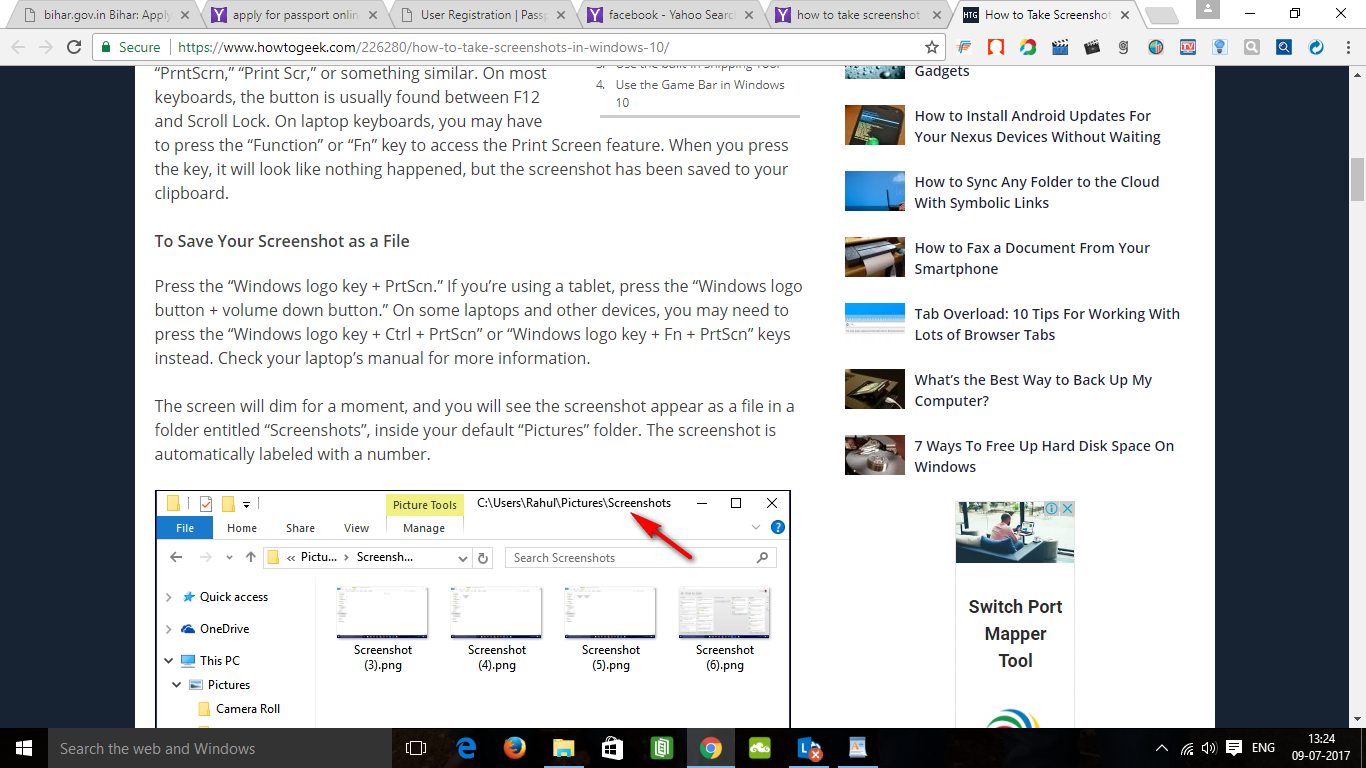 bihar.gov.in Bihar: Apply
apply for passport onlin
User Registration | Passp
facebook - Yahoo Search
how to take screenshot
How to Take Screenshot
Secure
https://www.howtogeek.com/226280/how-to-take-screenshots-in-windows-10/
“PrntScrn,” “Print Scr,” or something similar. On most
keyboards, the button is usually found between F12
and Scroll Lock. On laptop keyboards, you may have
to press the “Function” or “Fn” key to access the Print Screen feature. When you press
the key, it will look like nothing happened, but the screenshot has been saved to your
clipboard.
3. Use the built-in Snipping Tool
4. Use the Game Bar in Windows
10
To Save Your Screenshot as a File
Press the “Windows logo key + PrtScn.” If you’re using a tablet, press the “Windows logo
button + volume down button.” On some laptops and other devices, you may need to
press the “Windows logo key + Ctrl + PrtScn” or “Windows logo key + Fn + PrtScn” keys
instead. Check your laptop’s manual for more information.
The screen will dim for a moment, and you will see the screenshot appear as a file in a
folder entitled “Screenshots”, inside your default “Pictures” folder. The screenshot is
automatically labeled with a number.
Picture Tools
C:\Users\Rahul\Pictures\Screenshots
File
Home
Share
View
Manage
Pictu...
Screensh...
Search Screenshots
Quick access
OneDrive
This PC
Pictures
Camera Roll
Screenshot
(3).png
Screenshot
(4).png
Screenshot
(5).png
Screenshot
(6).png
Gadgets
How to Install Android Updates For
Your Nexus Devices Without Waiting
How to Sync Any Folder to the Cloud
With Symbolic Links
How to Fax a Document From Your
Smartphone
Tab Overload: 10 Tips For Working With
Lots of Browser Tabs
What’s the Best Way to Back Up My
Computer?
7 Ways To Free Up Hard Disk Space On
Windows
Switch Port
Mapper
Tool
Search the web and Windows
ENG
13:24
09-07-2017